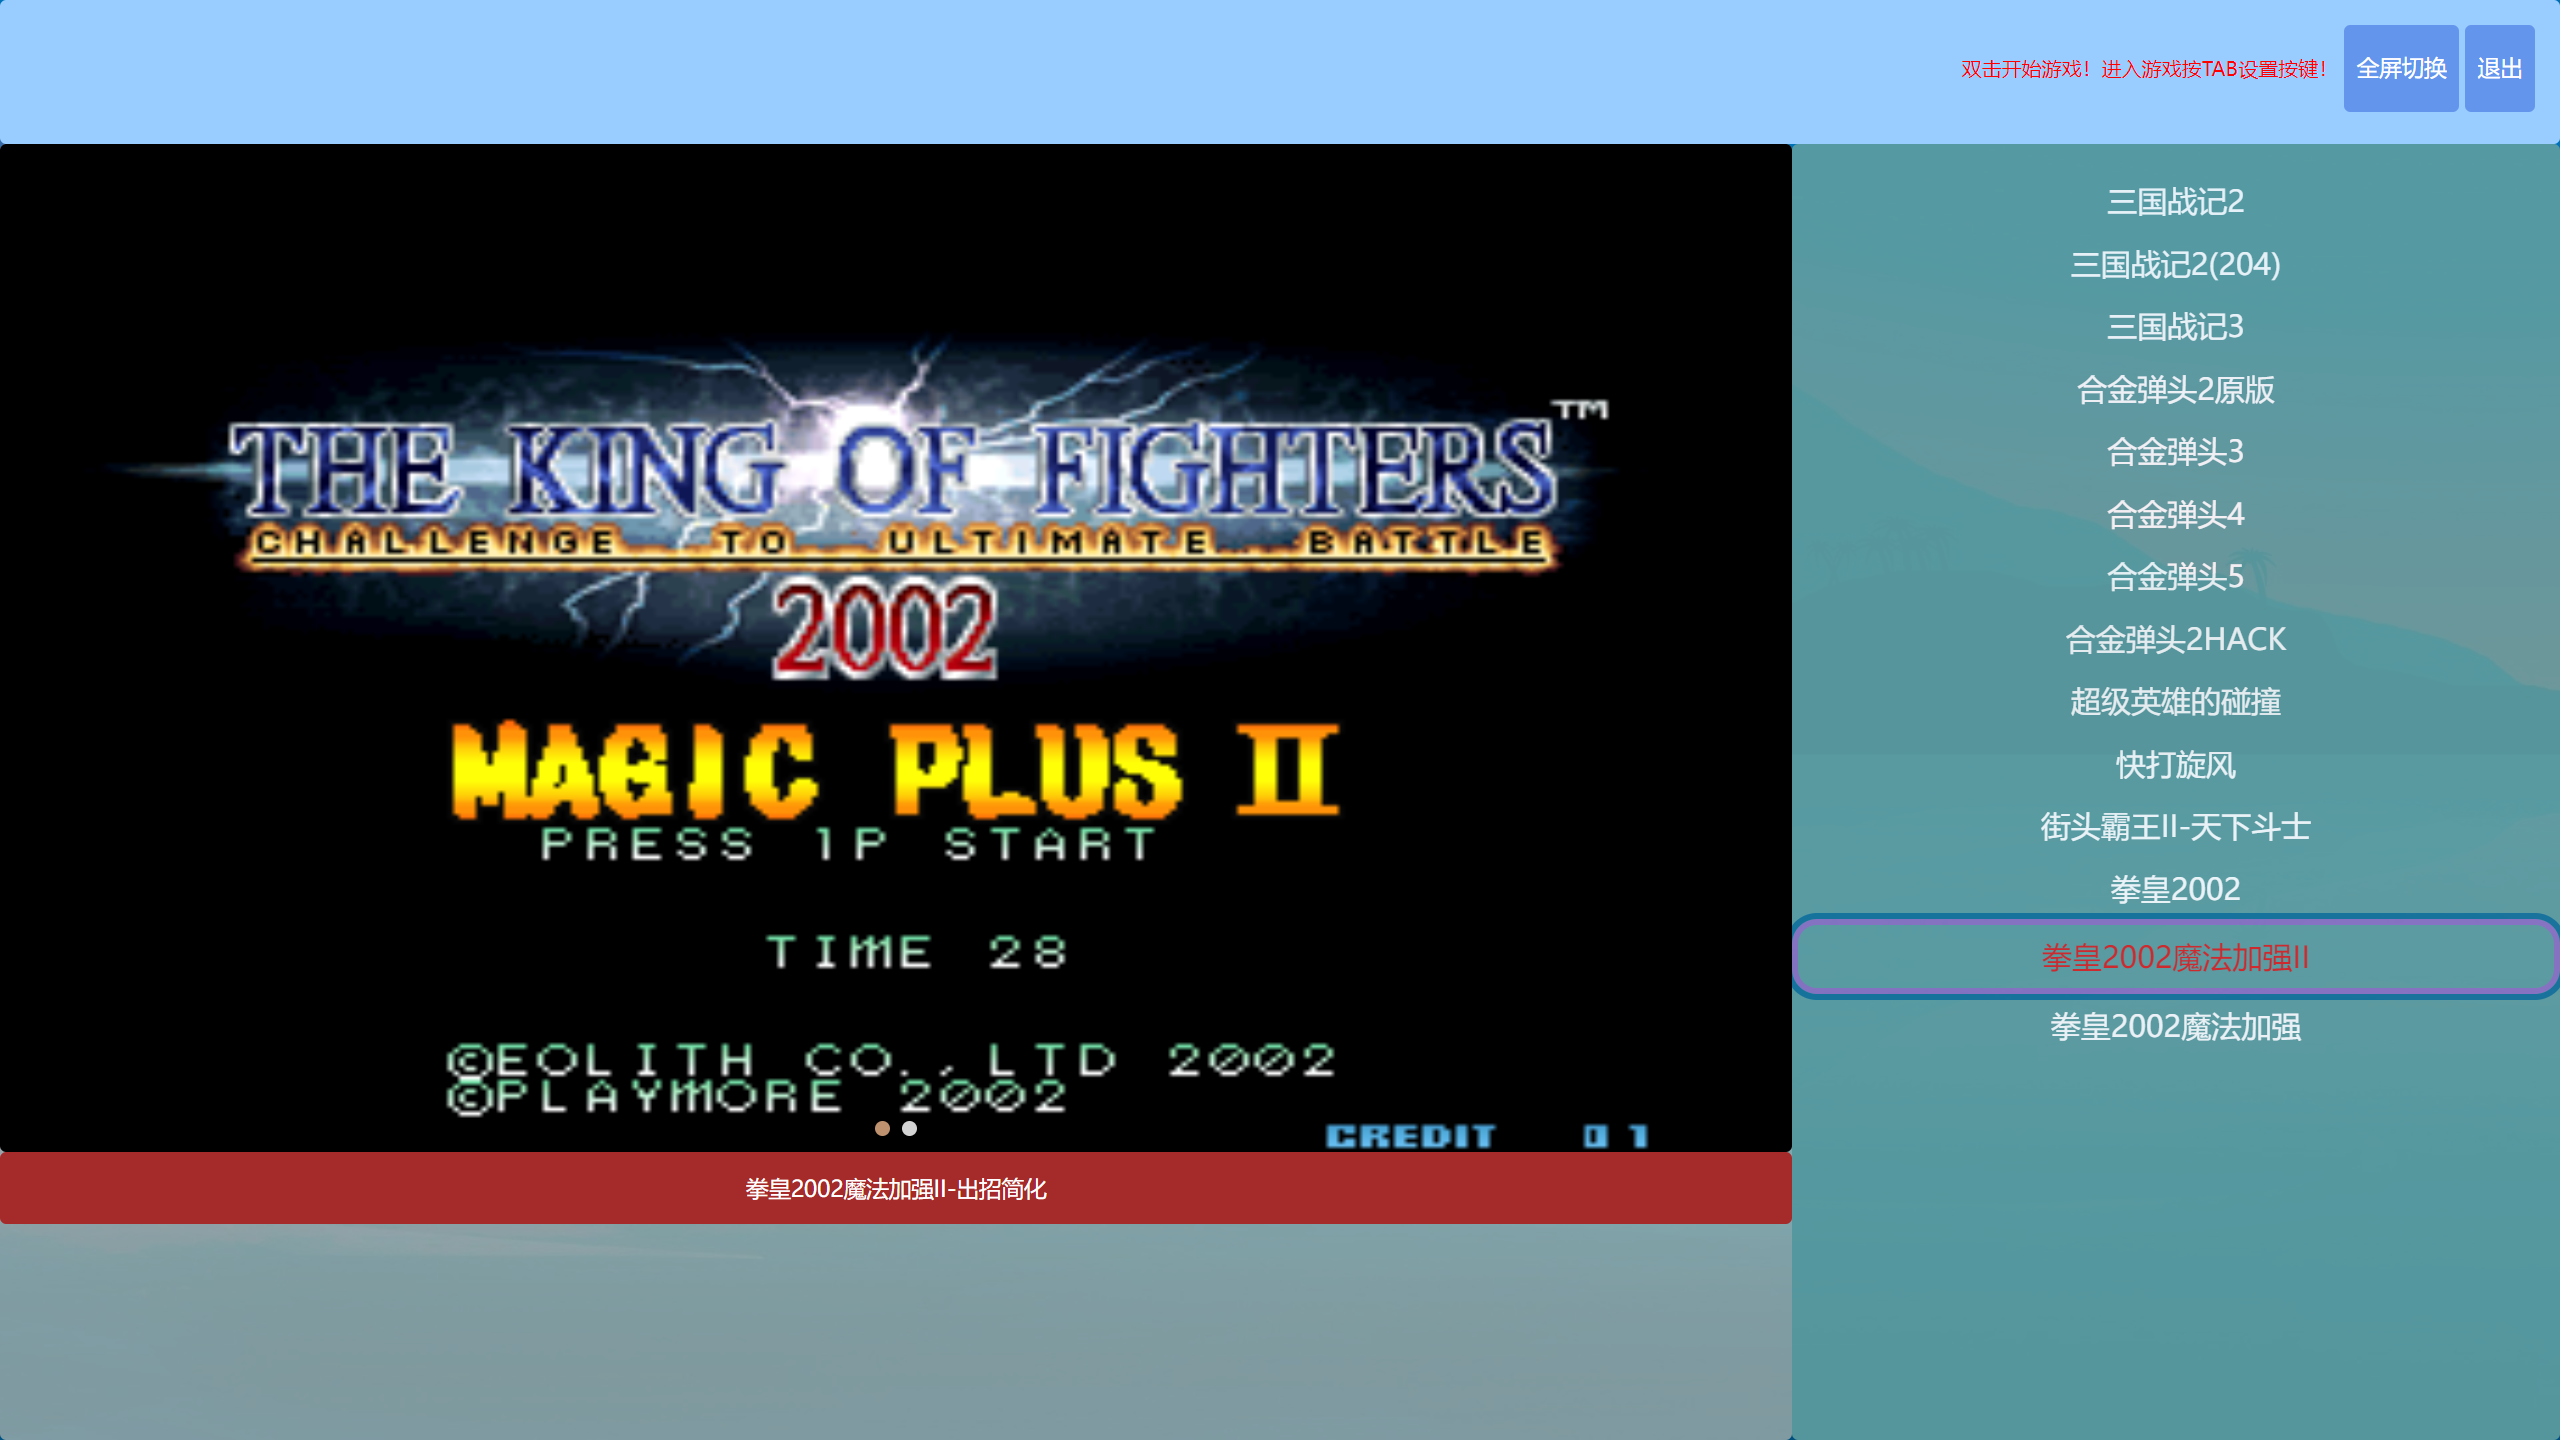 双击开始游戏！进入游戏按TAB设置按键！
全屏切换
退出
THE KING OF FIGHTERS™
CHALLENGE TO ULTIMATE BATTLE
2002
MAGIC PLUS II
PRESS 1P START
TIME 28
©EOLITH CO.,LTD 2002
©PLAYMORE 2002
CREDIT 01
拳皇2002魔法加强II-出招简化
三国战记2
三国战记2(204)
三国战记3
合金弹头2原版
合金弹头3
合金弹头4
合金弹头5
合金弹头2HACK
超级英雄的碰撞
快打旋风
街头霸王II-天下斗士
拳皇2002
拳皇2002魔法加强II
拳皇2002魔法加强